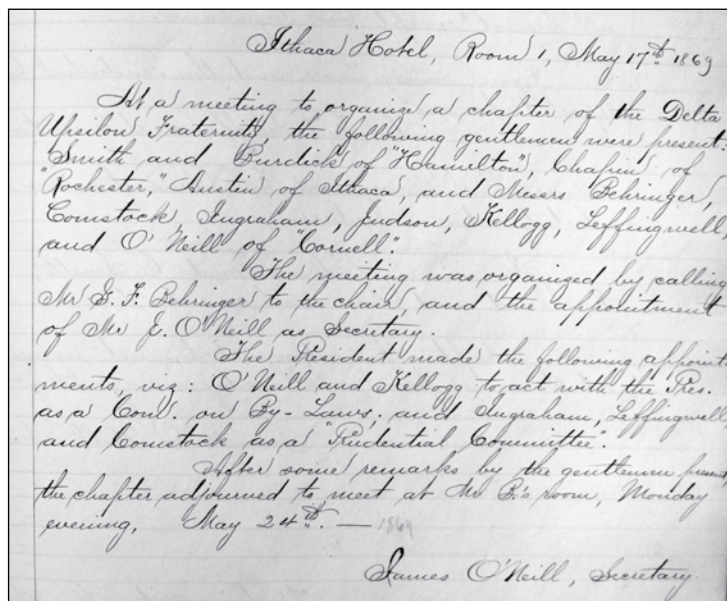 Ithaca Hotel, Room 1, May 17th 1869
At a meeting to organize a chapter of the Delta
Upsilon Fraternity, the following gentlemen were present:
Smith and Burdick of "Hamilton", Chapin of
"Rochester," Austin of Ithaca, and Messrs Behringer,
Comstock Ingraham, Judson, Kellogg, Leffingwell,
and O'Neill of "Cornell".
The meeting was organized by calling
Mr G. F. Behringer to the chair, and the appointment
of Mr J. O'Neill as Secretary.
The President made the following appoint-
ments, viz: O'Neill and Kellogg to act with the Pres.
as a Com. on By-Laws; and Ingraham, Leffingwell,
and Comstock as a "Prudential Committee".
After some remarks by the gentlemen present,
the chapter adjourned to meet at Mr B.'s room, Monday
evening, May 24th. — 1869
James O'Neill, Secretary